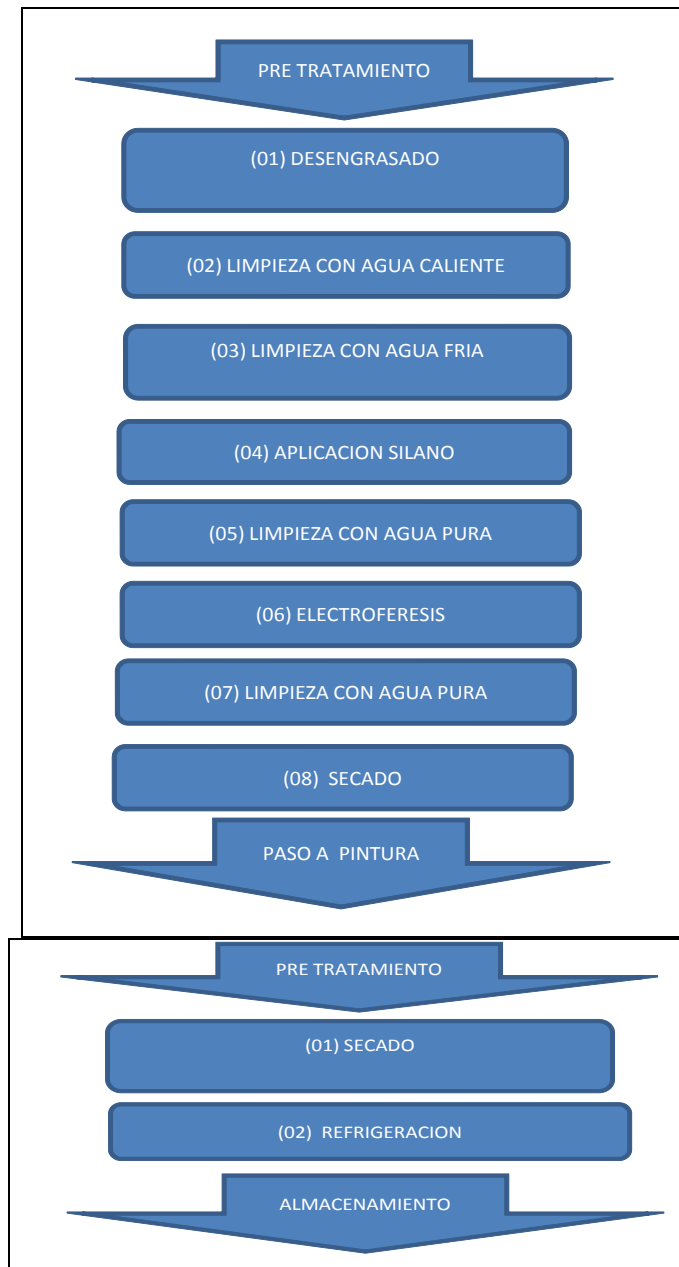 PRE TRATAMIENTO
(01) DESENGRASADO
(02) LIMPIEZA CON AGUA CALIENTE
(03) LIMPIEZA CON AGUA FRIA
(04) APLICACION SILANO
(05) LIMPIEZA CON AGUA PURA
(06) ELECTROFERESIS
(07) LIMPIEZA CON AGUA PURA
(08) SECADO
PASO A PINTURA
PRE TRATAMIENTO
(01) SECADO
(02) REFRIGERACION
ALMACENAMIENTO